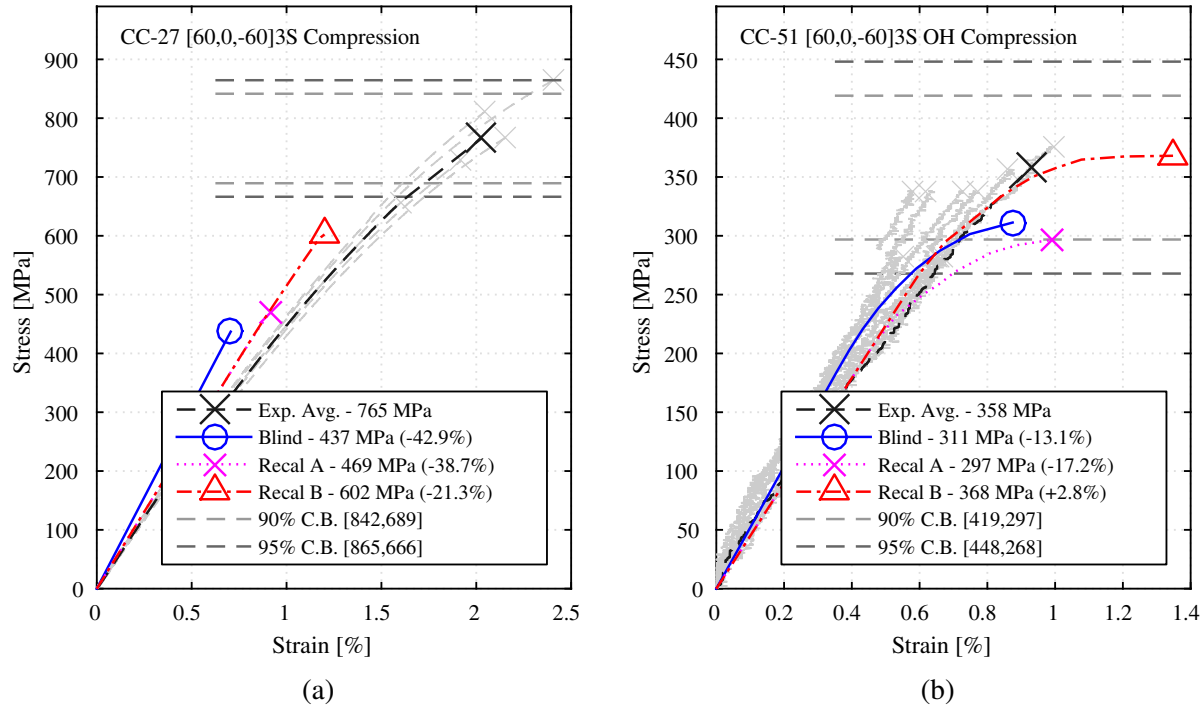 CC-27 [60,0,-60]3S Compression
900
800
700
600
500
400
300
200
100
0
Stress [MPa]
Exp. Avg. - 765 MPa
Blind - 437 MPa (-42.9%)
Recal A - 469 MPa (-38.7%)
Recal B - 602 MPa (-21.3%)
90% C.B. [842,689]
95% C.B. [865,666]
0 0.5 1 1.5 2 2.5
Strain [%]
(a)
CC-51 [60,0,-60]3S OH Compression
450
400
350
300
250
200
150
100
50
0
Stress [MPa]
Exp. Avg. - 358 MPa
Blind - 311 MPa (-13.1%)
Recal A - 297 MPa (-17.2%)
Recal B - 368 MPa (+2.8%)
90% C.B. [419,297]
95% C.B. [448,268]
0 0.2 0.4 0.6 0.8 1 1.2 1.4
Strain [%]
(b)